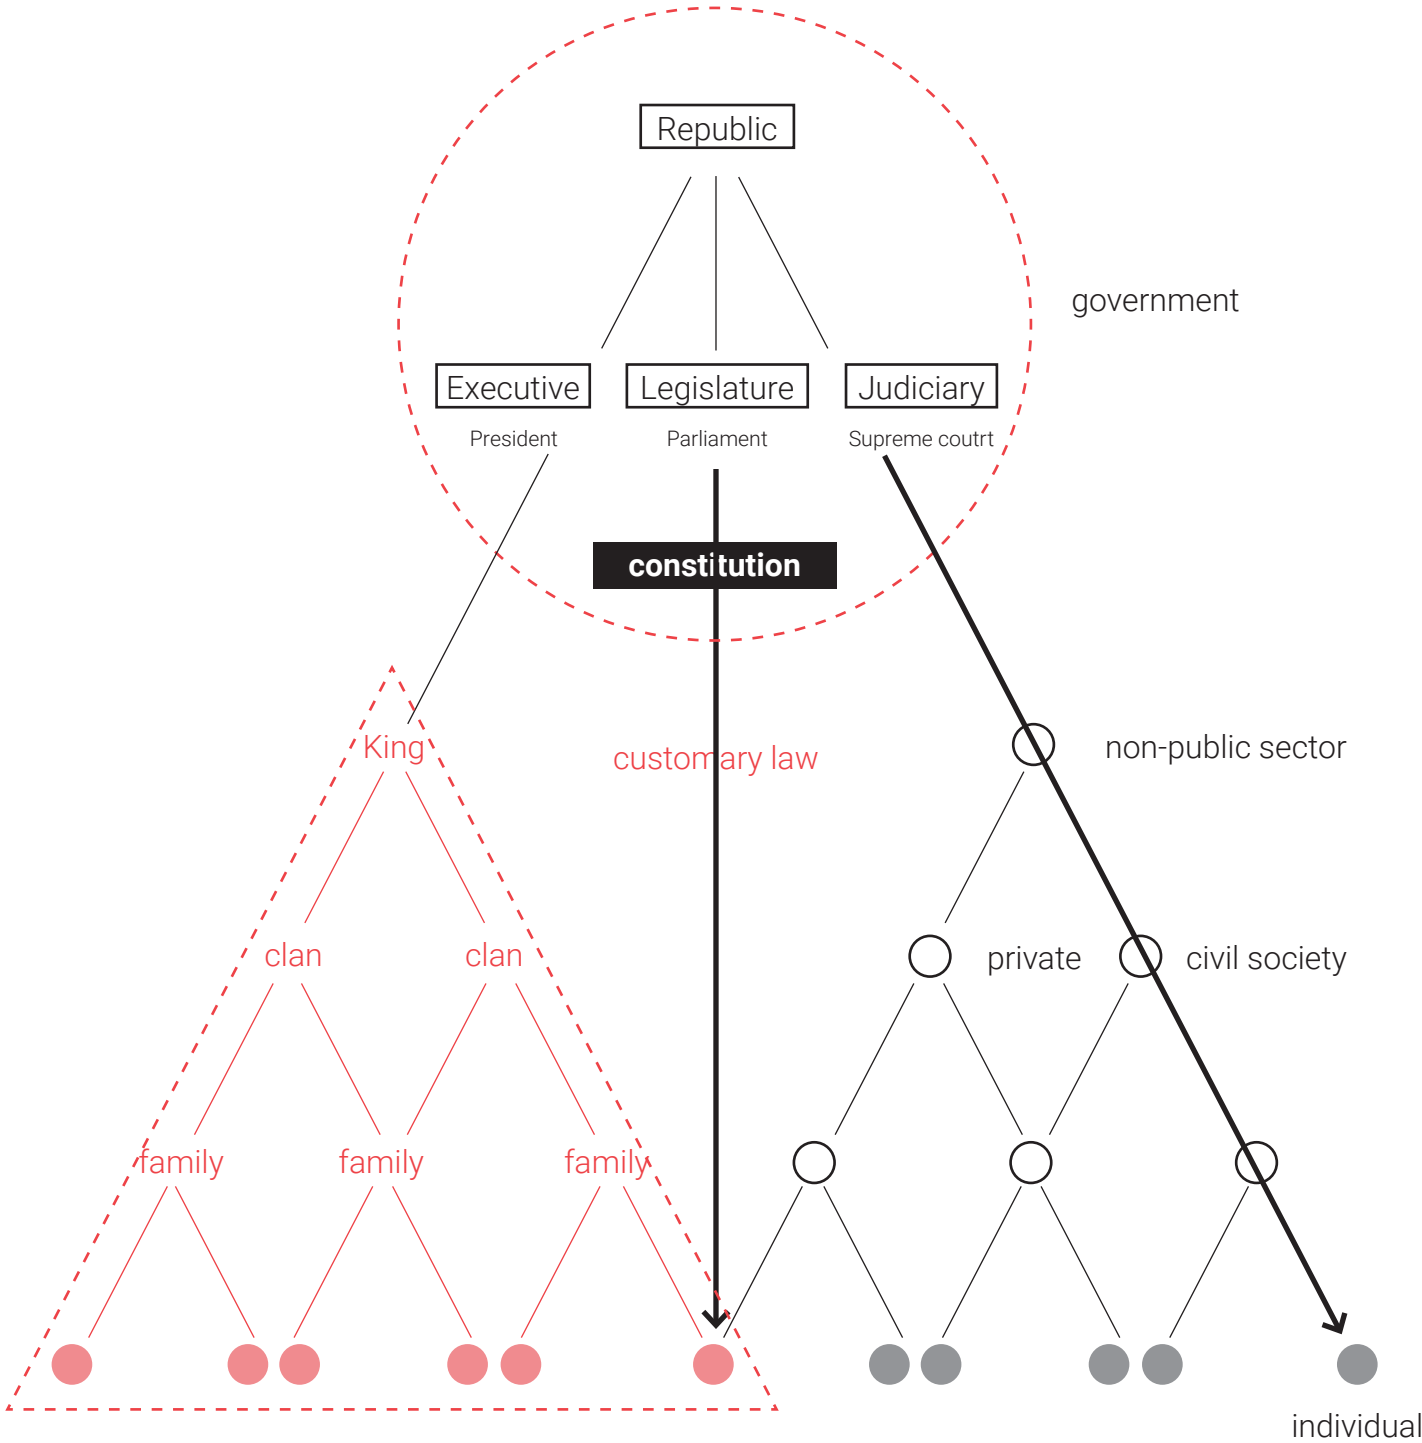 Republic
government
Executive
Legislature
Judiciary
President
Parliament
Supreme coutrt
constitution
King
customary law
non-public sector
clan
clan
private
civil society
family
family
family
individual